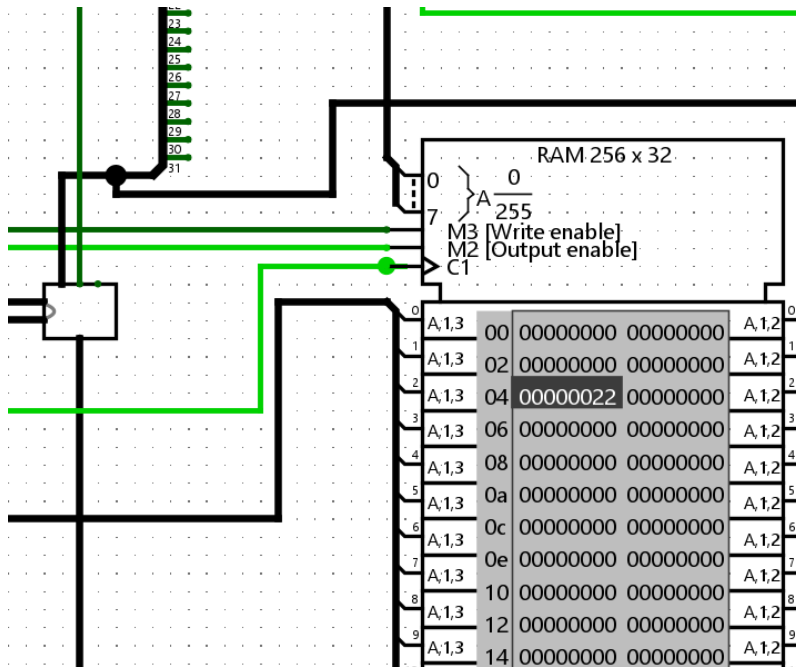 22
23
24
25
26
27
28
29
30
31
RAM 256 x 32
0
7
A
0
255
M3 [Write enable]
M2 [Output enable]
C1
0 A,1,3 00 00000000 00000000 A,1,2 0
1 A,1,3 02 00000000 00000000 A,1,2 1
2 A,1,3 04 00000022 00000000 A,1,2 2
3 A,1,3 06 00000000 00000000 A,1,2 3
4 A,1,3 08 00000000 00000000 A,1,2 4
5 A,1,3 0a 00000000 00000000 A,1,2 5
6 A,1,3 0c 00000000 00000000 A,1,2 6
7 A,1,3 0e 00000000 00000000 A,1,2 7
8 A,1,3 10 00000000 00000000 A,1,2 8
9 A,1,3 12 00000000 00000000 A,1,2 9
14 00000000 00000000